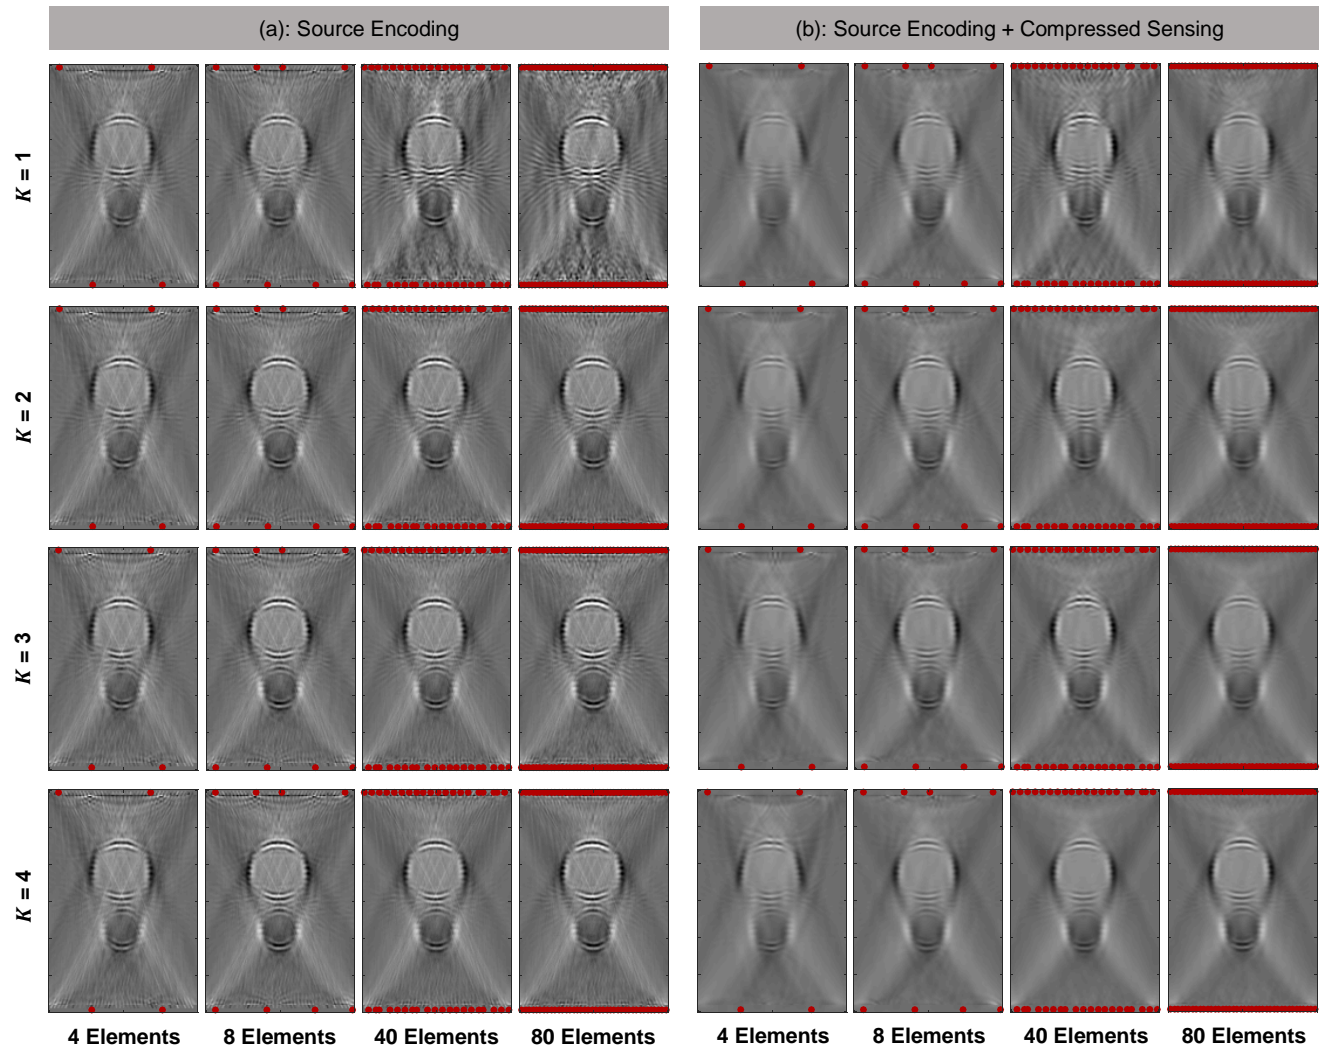 (a): Source Encoding
(b): Source Encoding + Compressed Sensing
K = 1
K = 2
K = 3
K = 4
4 Elements 8 Elements 40 Elements 80 Elements 4 Elements 8 Elements 40 Elements 80 Elements